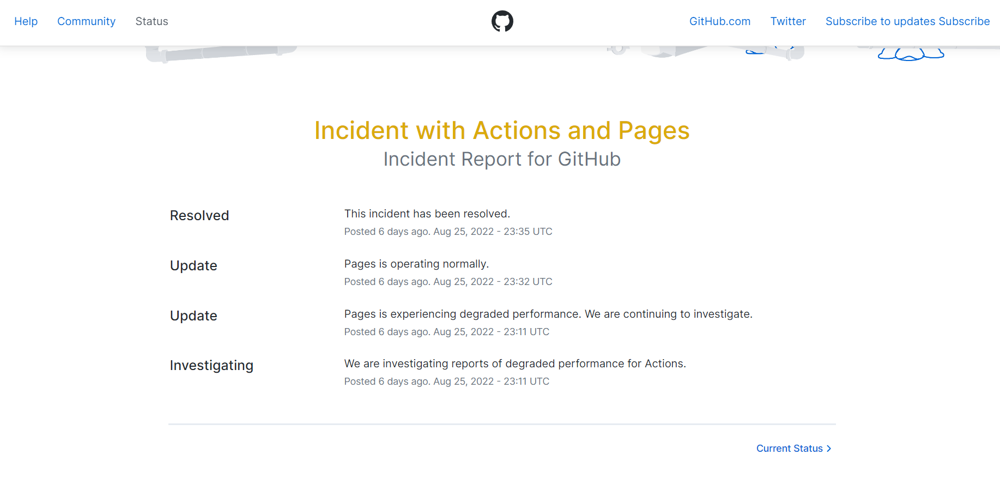 Help Community Status GitHub.com Twitter Subscribe to updates Subscribe
Incident with Actions and Pages
Incident Report for GitHub
Resolved
This incident has been resolved.
Posted 6 days ago. Aug 25, 2022 - 23:35 UTC
Update
Pages is operating normally.
Posted 6 days ago. Aug 25, 2022 - 23:32 UTC
Update
Pages is experiencing degraded performance. We are continuing to investigate.
Posted 6 days ago. Aug 25, 2022 - 23:11 UTC
Investigating
We are investigating reports of degraded performance for Actions.
Posted 6 days ago. Aug 25, 2022 - 23:11 UTC
Current Status